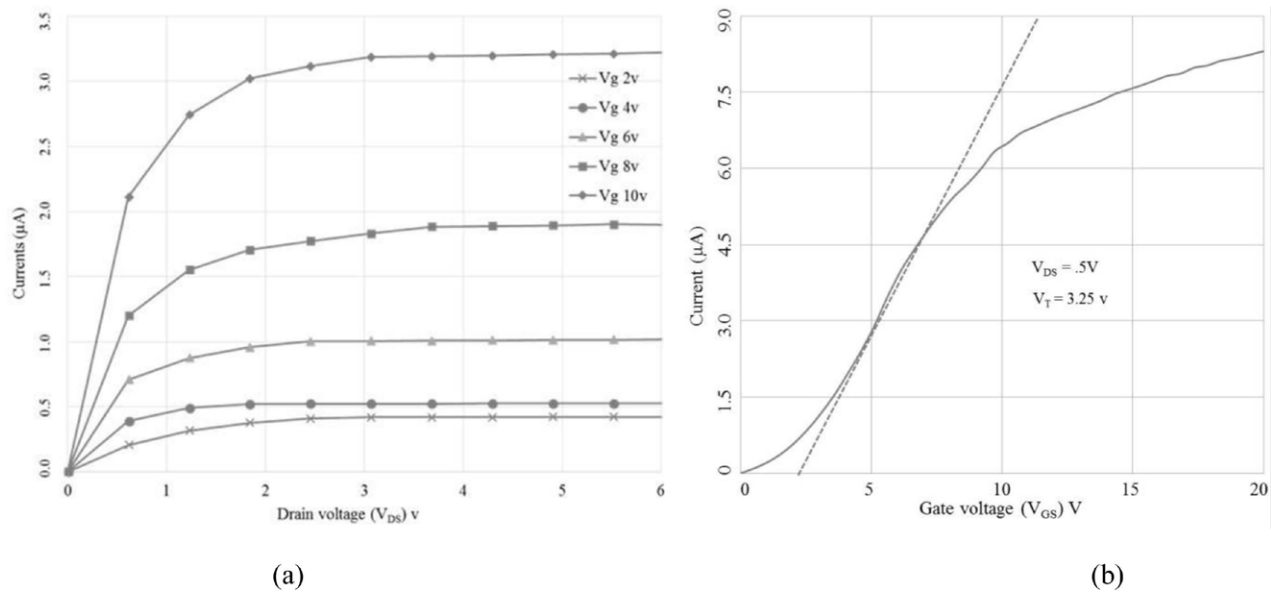 3.5
3.0
2.5
2.0
1.5
1.0
0.5
0.0
Currents (µA)
Vg 2v
Vg 4v
Vg 6v
Vg 8v
Vg 10v
0 1 2 3 4 5 6
Drain voltage (VDS) v
(a)
9.0
7.5
6.0
4.5
3.0
1.5
0
Current (µA)
VDS = .5V
VT = 3.25 v
0 5 10 15 20
Gate voltage (VGS) V
(b)